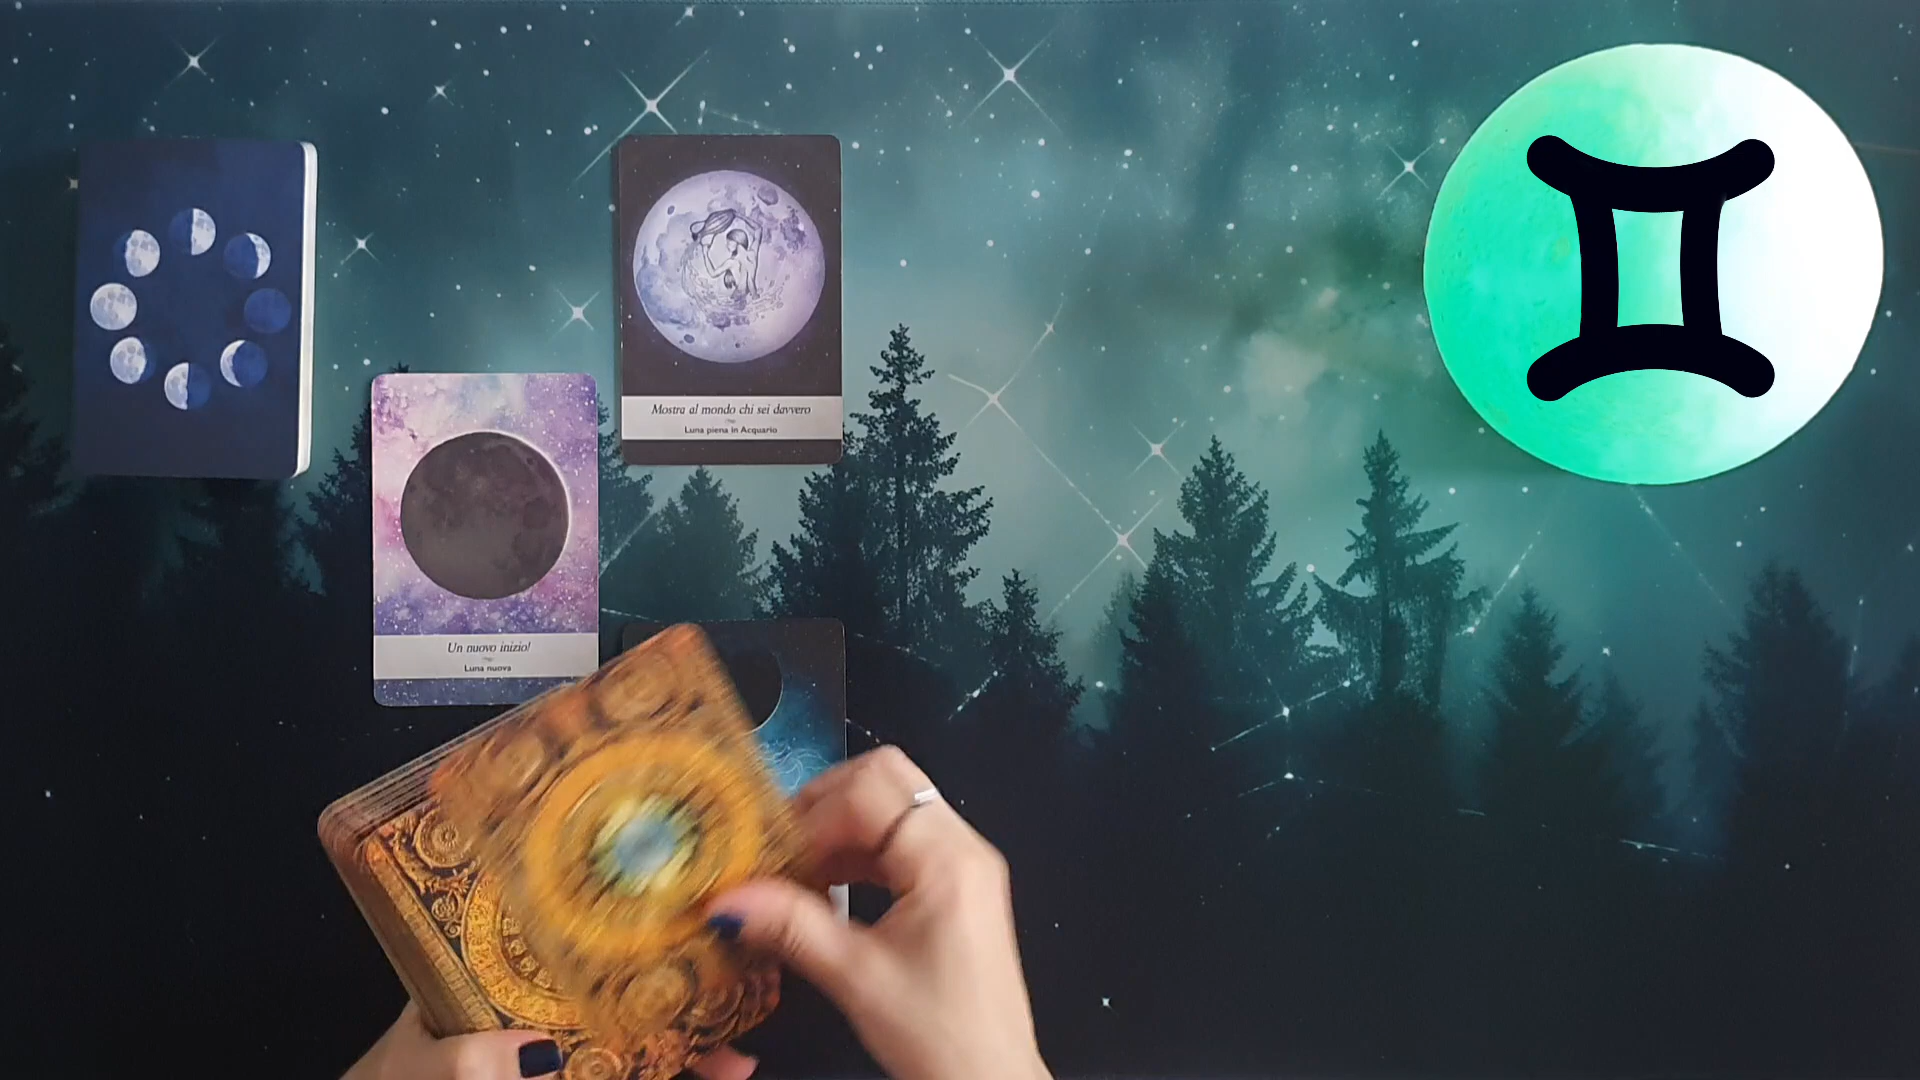 Mostra al mondo chi sei davvero
Luna piena in Acquario
Un nuovo inizio!
Luna nuova